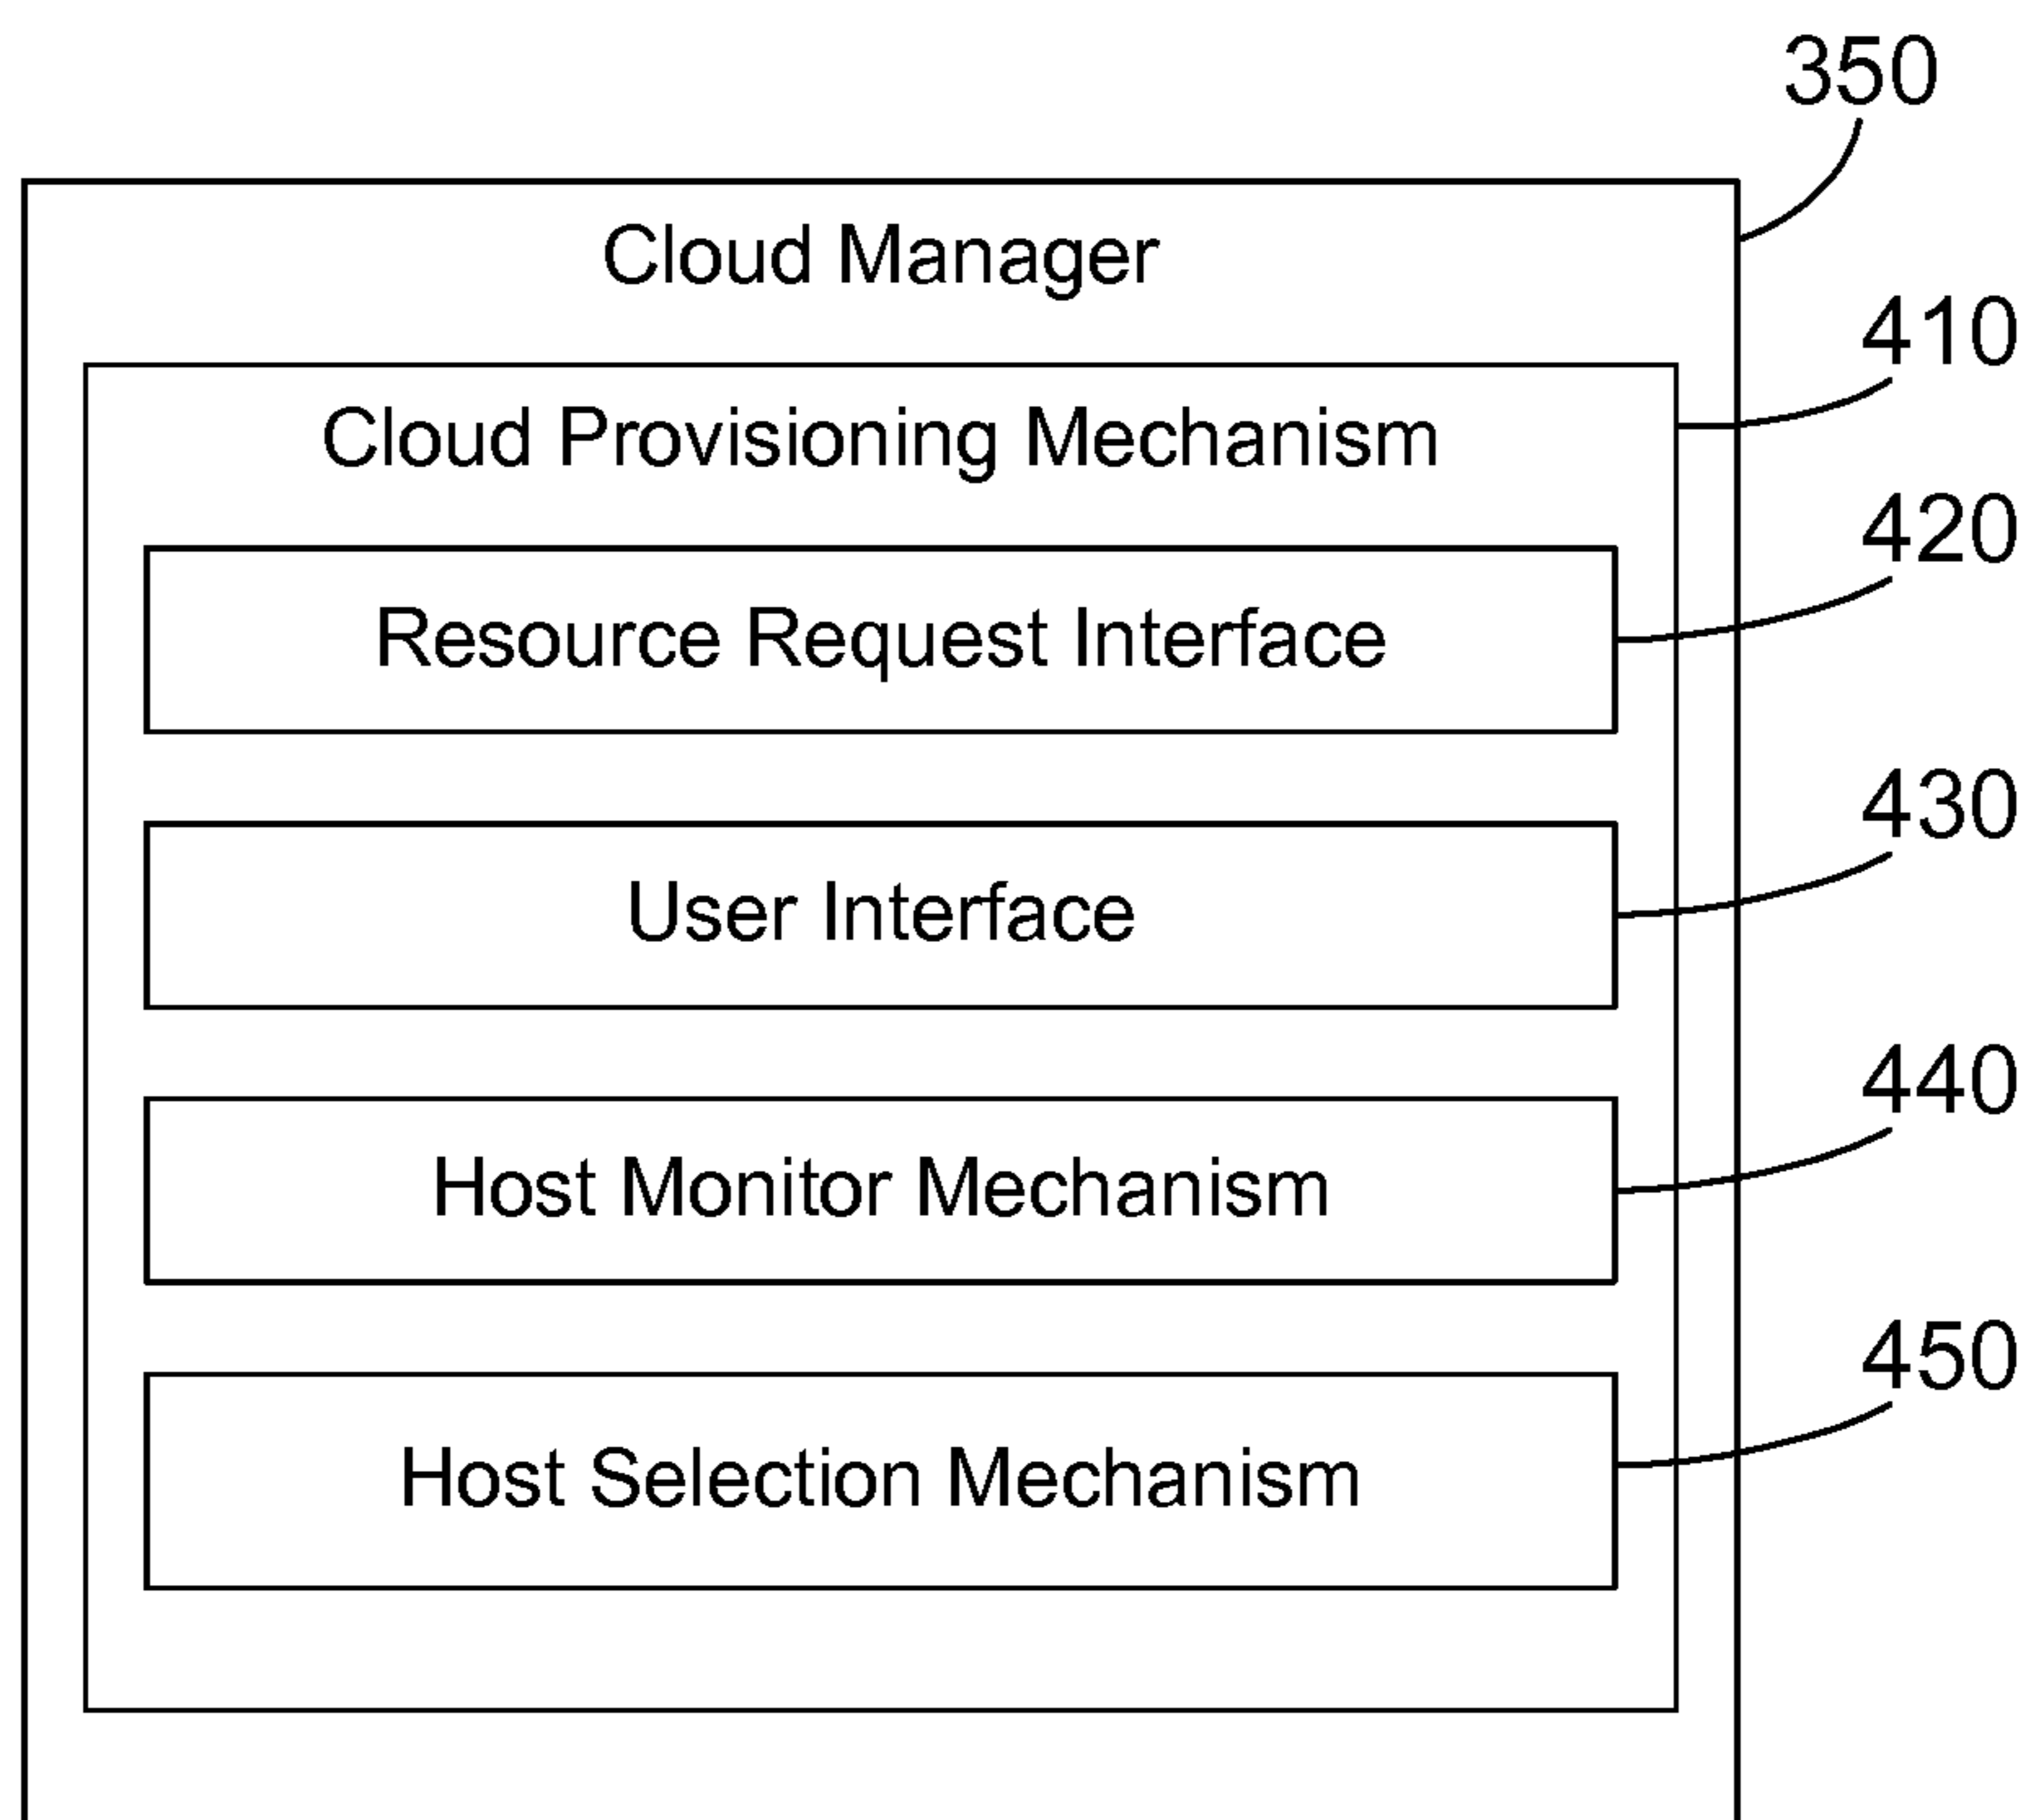 350
Cloud Manager
410
Cloud Provisioning Mechanism
420
Resource Request Interface
430
User Interface
440
Host Monitor Mechanism
450
Host Selection Mechanism